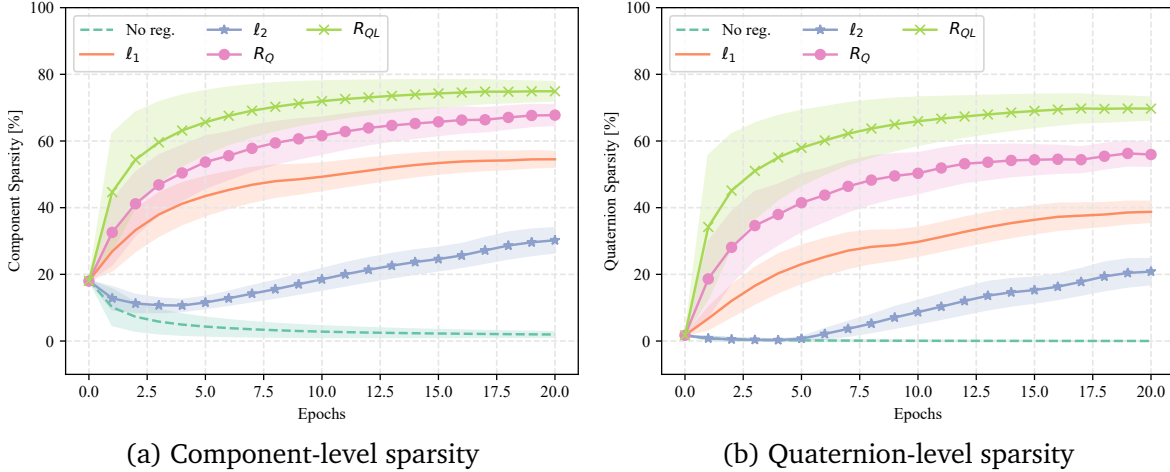 100
80
60
40
20
0
Component Sparsity [%]
No reg.
ℓ1
ℓ2
RQ
RQL
0.0 2.5 5.0 7.5 10.0 12.5 15.0 17.5 20.0
Epochs
(a) Component-level sparsity
100
80
60
40
20
0
Quaternion Sparsity [%]
No reg.
ℓ1
ℓ2
RQ
RQL
0.0 2.5 5.0 7.5 10.0 12.5 15.0 17.5 20.0
Epochs
(b) Quaternion-level sparsity